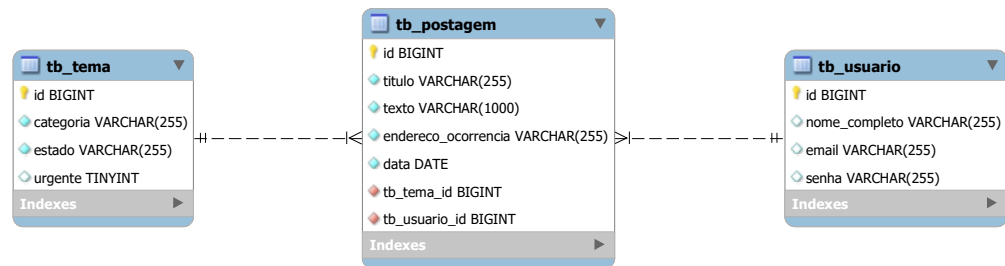 tb_tema
id BIGINT
categoria VARCHAR(255)
estado VARCHAR(255)
urgente TINYINT
Indexes
tb_postagem
id BIGINT
titulo VARCHAR(255)
texto VARCHAR(1000)
endereco_ocorrencia VARCHAR(255)
data DATE
tb_tema_id BIGINT
tb_usuario_id BIGINT
Indexes
tb_usuario
id BIGINT
nome_completo VARCHAR(255)
email VARCHAR(255)
senha VARCHAR(255)
Indexes